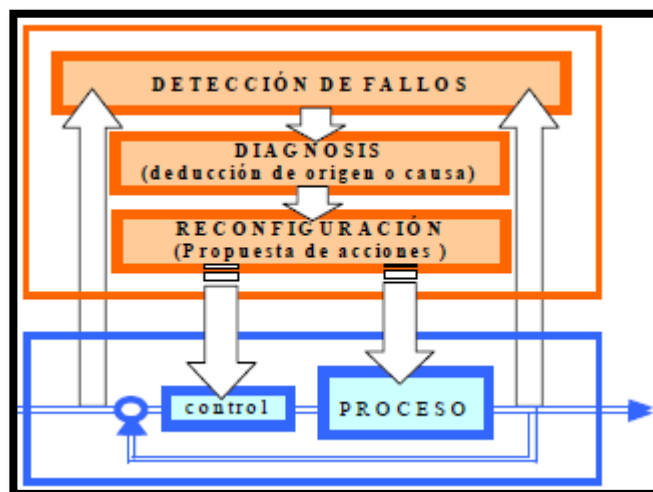 DETECCIÓN DE FALLOS
DIAGNOSIS
(deducción de origen o causa)
RECONFIGURACIÓN
(Propuesta de acciones )
control
PROCESO